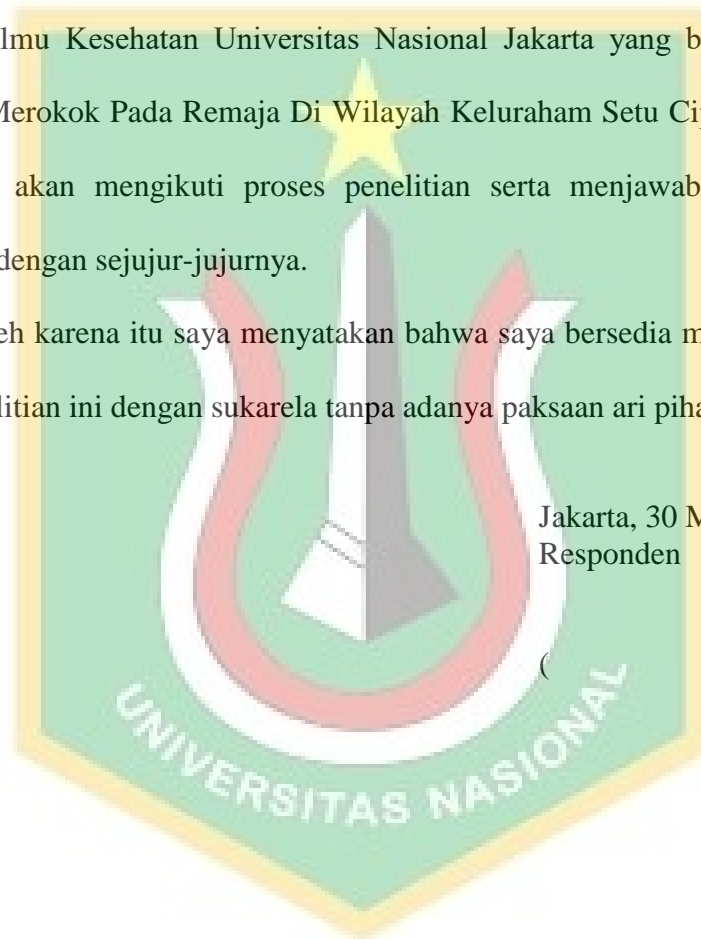 lmu Kesehatan Universitas Nasional Jakarta yang b
Merokok Pada Remaja Di Wilayah Keluraham Setu Cip
akan mengikuti proses penelitian serta menjawab
dengan sejujur-jujurnya.
eh karena itu saya menyatakan bahwa saya bersedia m
litian ini dengan sukarela tanpa adanya paksaan ari piha
Jakarta, 30 M
Responden
(
UNIVERSITAS NASIONAL